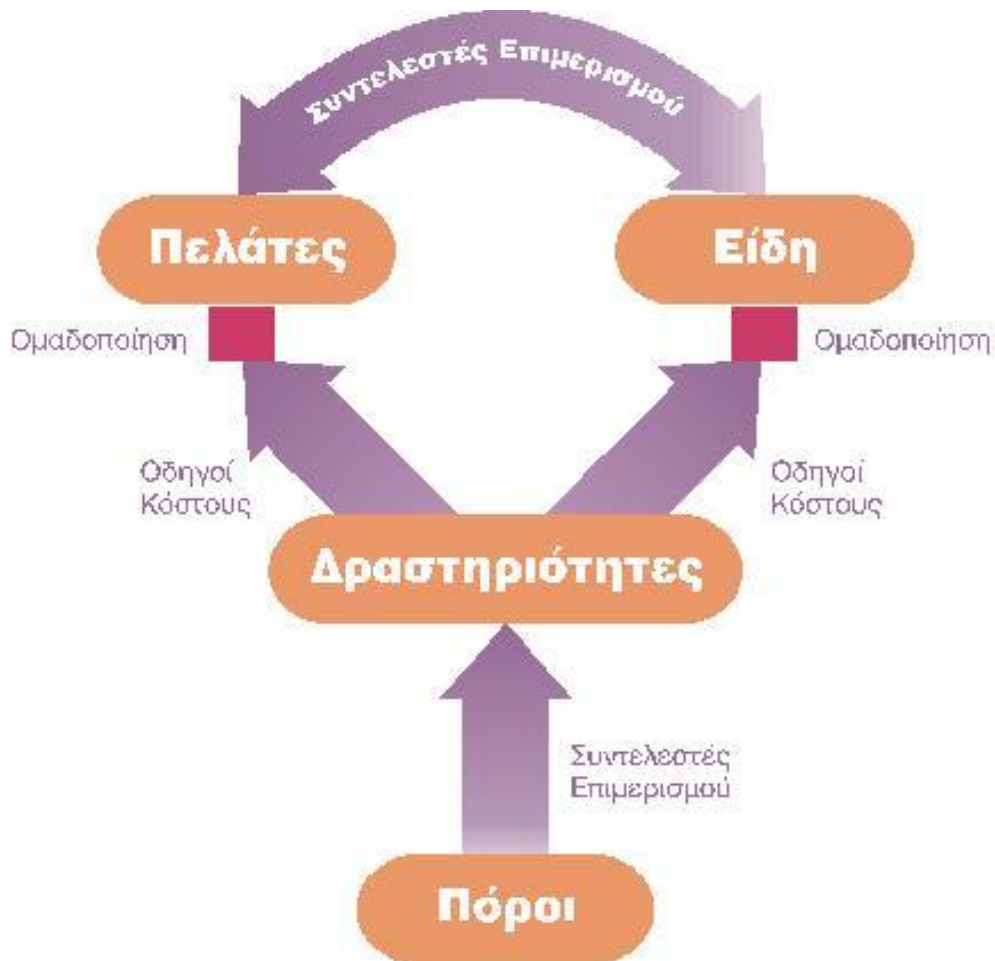 Συντελεστές Επιμερισμού
Πελάτες
Είδη
Ομαδοποίηση
Ομαδοποίηση
Οδηγοί
Κόστους
Οδηγοί
Κόστους
Δραστηριότητες
Συντελεστές
Επιμερισμού
Πόροι